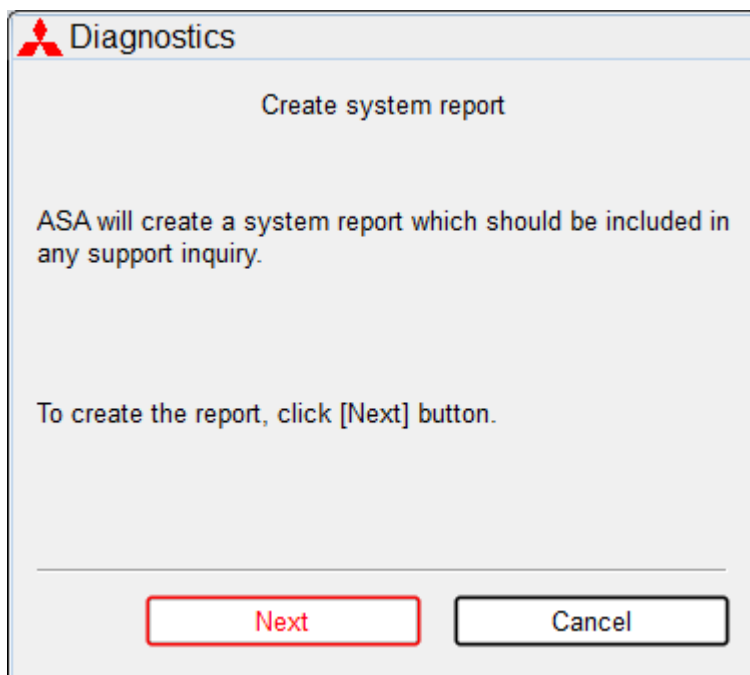 Diagnostics
Create system report
ASA will create a system report which should be included in
any support inquiry.
To create the report, click [Next] button.
Next
Cancel